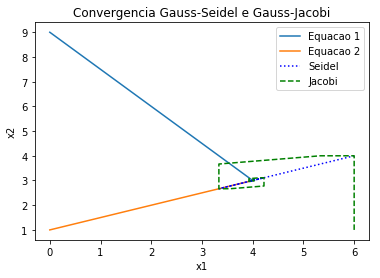 Convergencia Gauss-Seidel e Gauss-Jacobi
9
8
7
6
5
4
3
2
1
x2
Equacao 1
Equacao 2
Seidel
Jacobi
0 1 2 3 4 5 6
x1